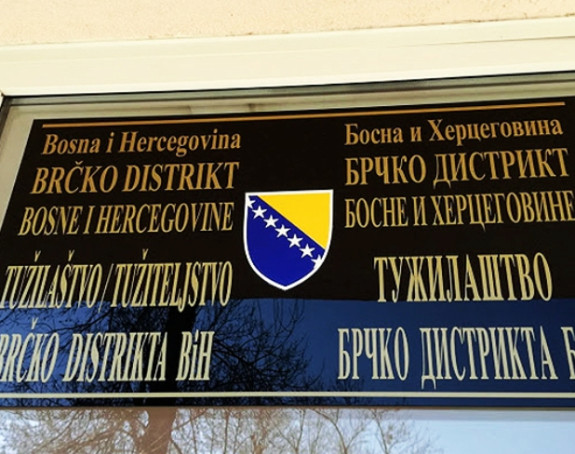 Bosna i Hercegovina
BRČKO DISTRIKT
BOSNE I HERCEGOVINE
TUŽILAŠTVO / TUŽITELJSTVO
BRČKO DISTRIKTA BiH
Босна и Херцеговина
БРЧКО ДИСТРИКТ
БОСНЕ И ХЕРЦЕГОВИНЕ
ТУЖИЛАШТВО
БРЧКО ДИСТРИКТА